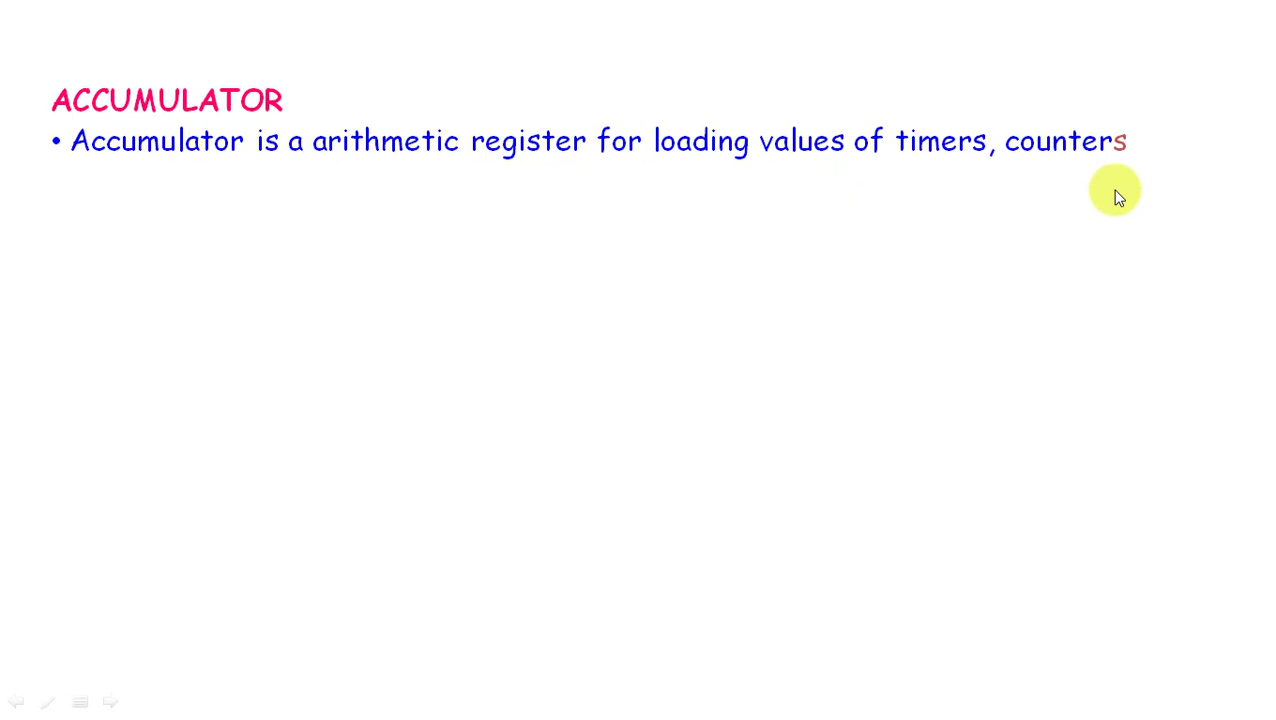 ACCUMULATOR
• Accumulator is a arithmetic register for loading values of timers, counters